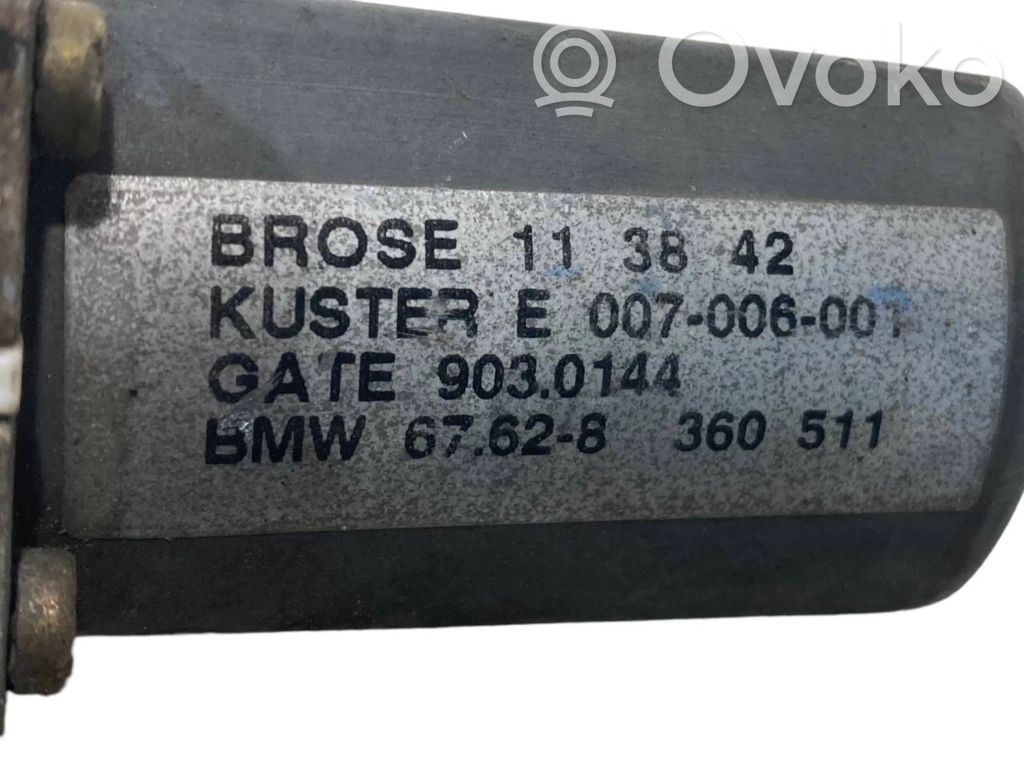 Ovoko
BROSE 11 38 42
KUSTER E 007-006-001
GATE 903.0144
BMW 67.62-8 360 511